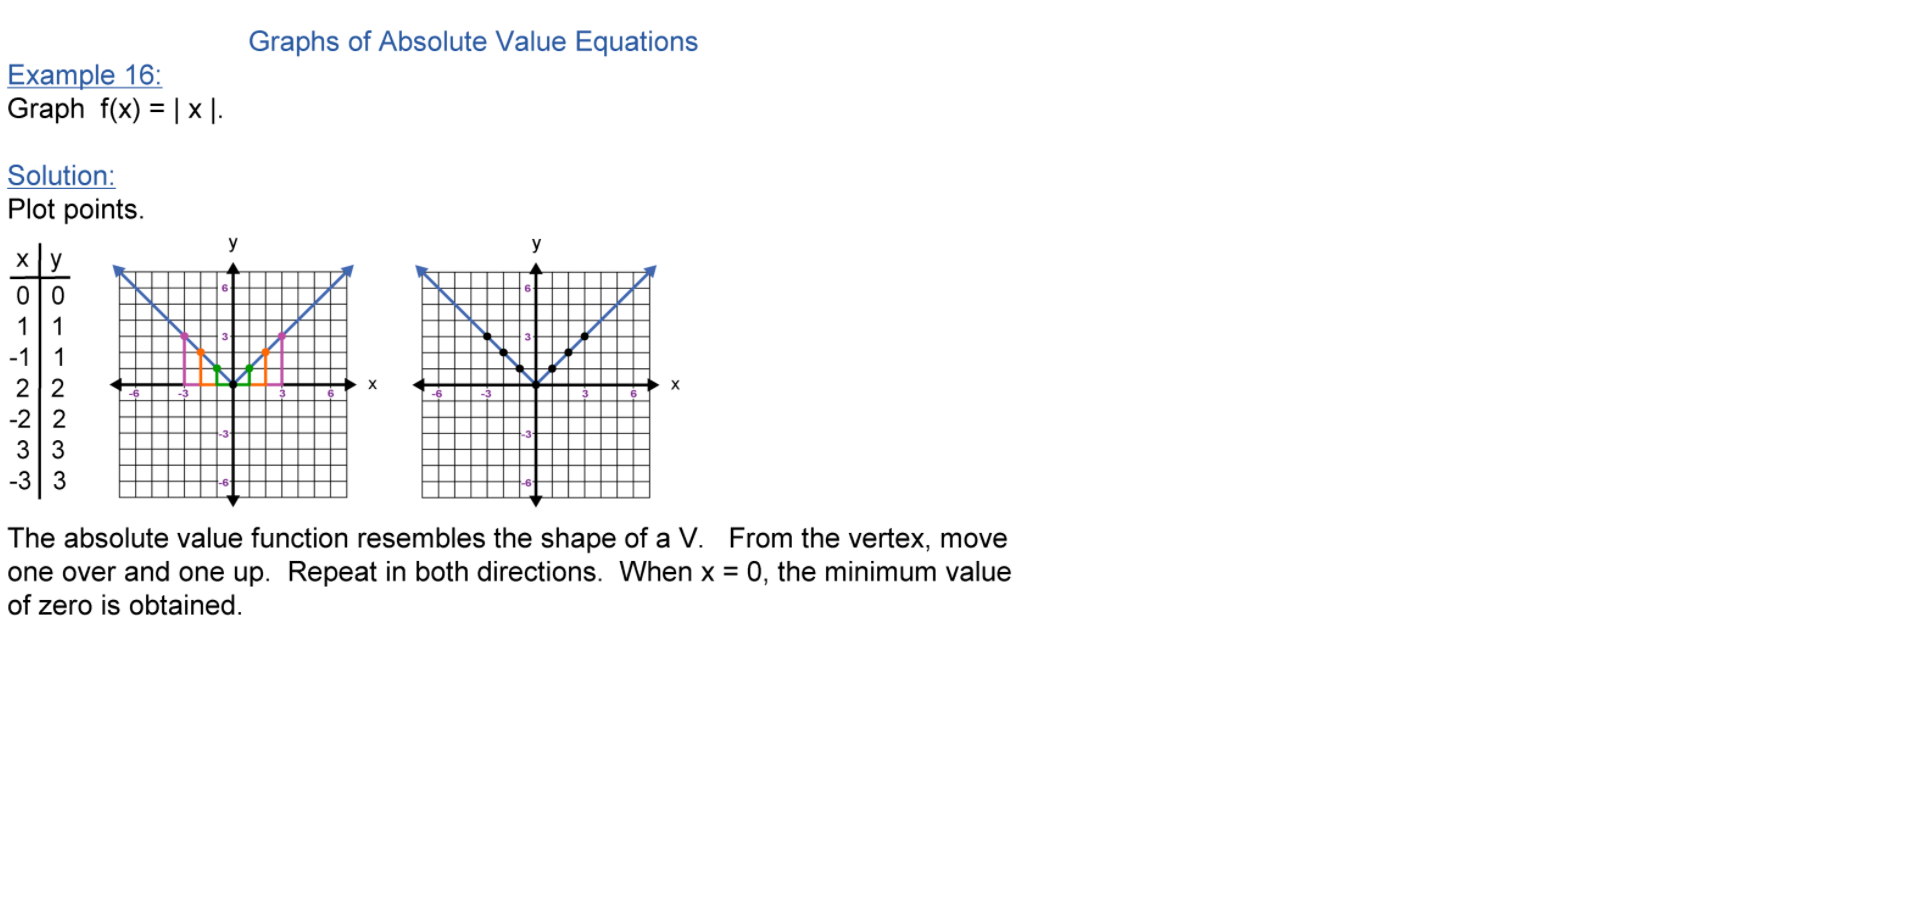 Graphs of Absolute Value Equations
Example 16:
Graph f(x) = | x |.
Solution:
Plot points.
x y
0 0
1 1
-1 1
2 2
-2 2
3 3
-3 3
y
6
3
-6 -3 3 6 x
-3
-6
y
6
3
-6 -3 3 6 x
-3
-6
The absolute value function resembles the shape of a V. From the vertex, move
one over and one up. Repeat in both directions. When x = 0, the minimum value
of zero is obtained.